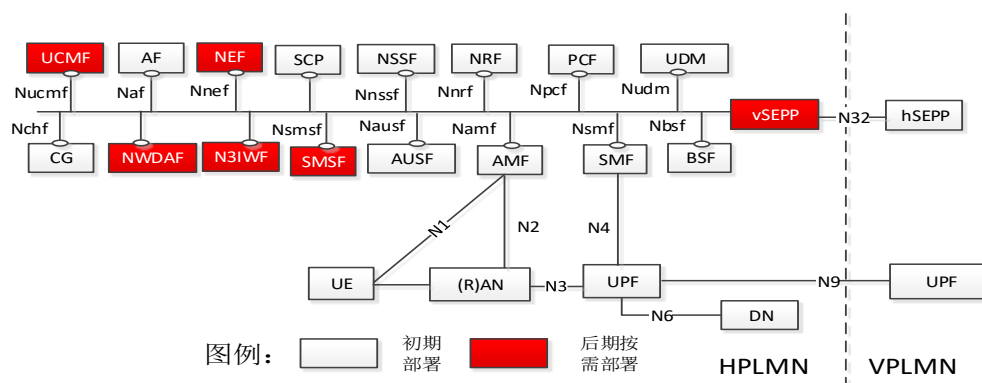 UCMF
AF
NEF
SCP
NSSF
NRF
PCF
UDM
Nucmf
Naf
Nnef
Nnssf
Nnrf
Npcf
Nudm
vSEPP
N32
hSEPP
Nchf
Nsmsf
Nausf
Namf
Nsmf
Nbsf
CG
NWDAF
N3IWF
SMSF
AUSF
AMF
SMF
BSF
N1
N2
N4
UE
(R)AN
N3
UPF
N9
UPF
N6
DN
图例：
初期
部署
后期按
需部署
HPLMN
VPLMN